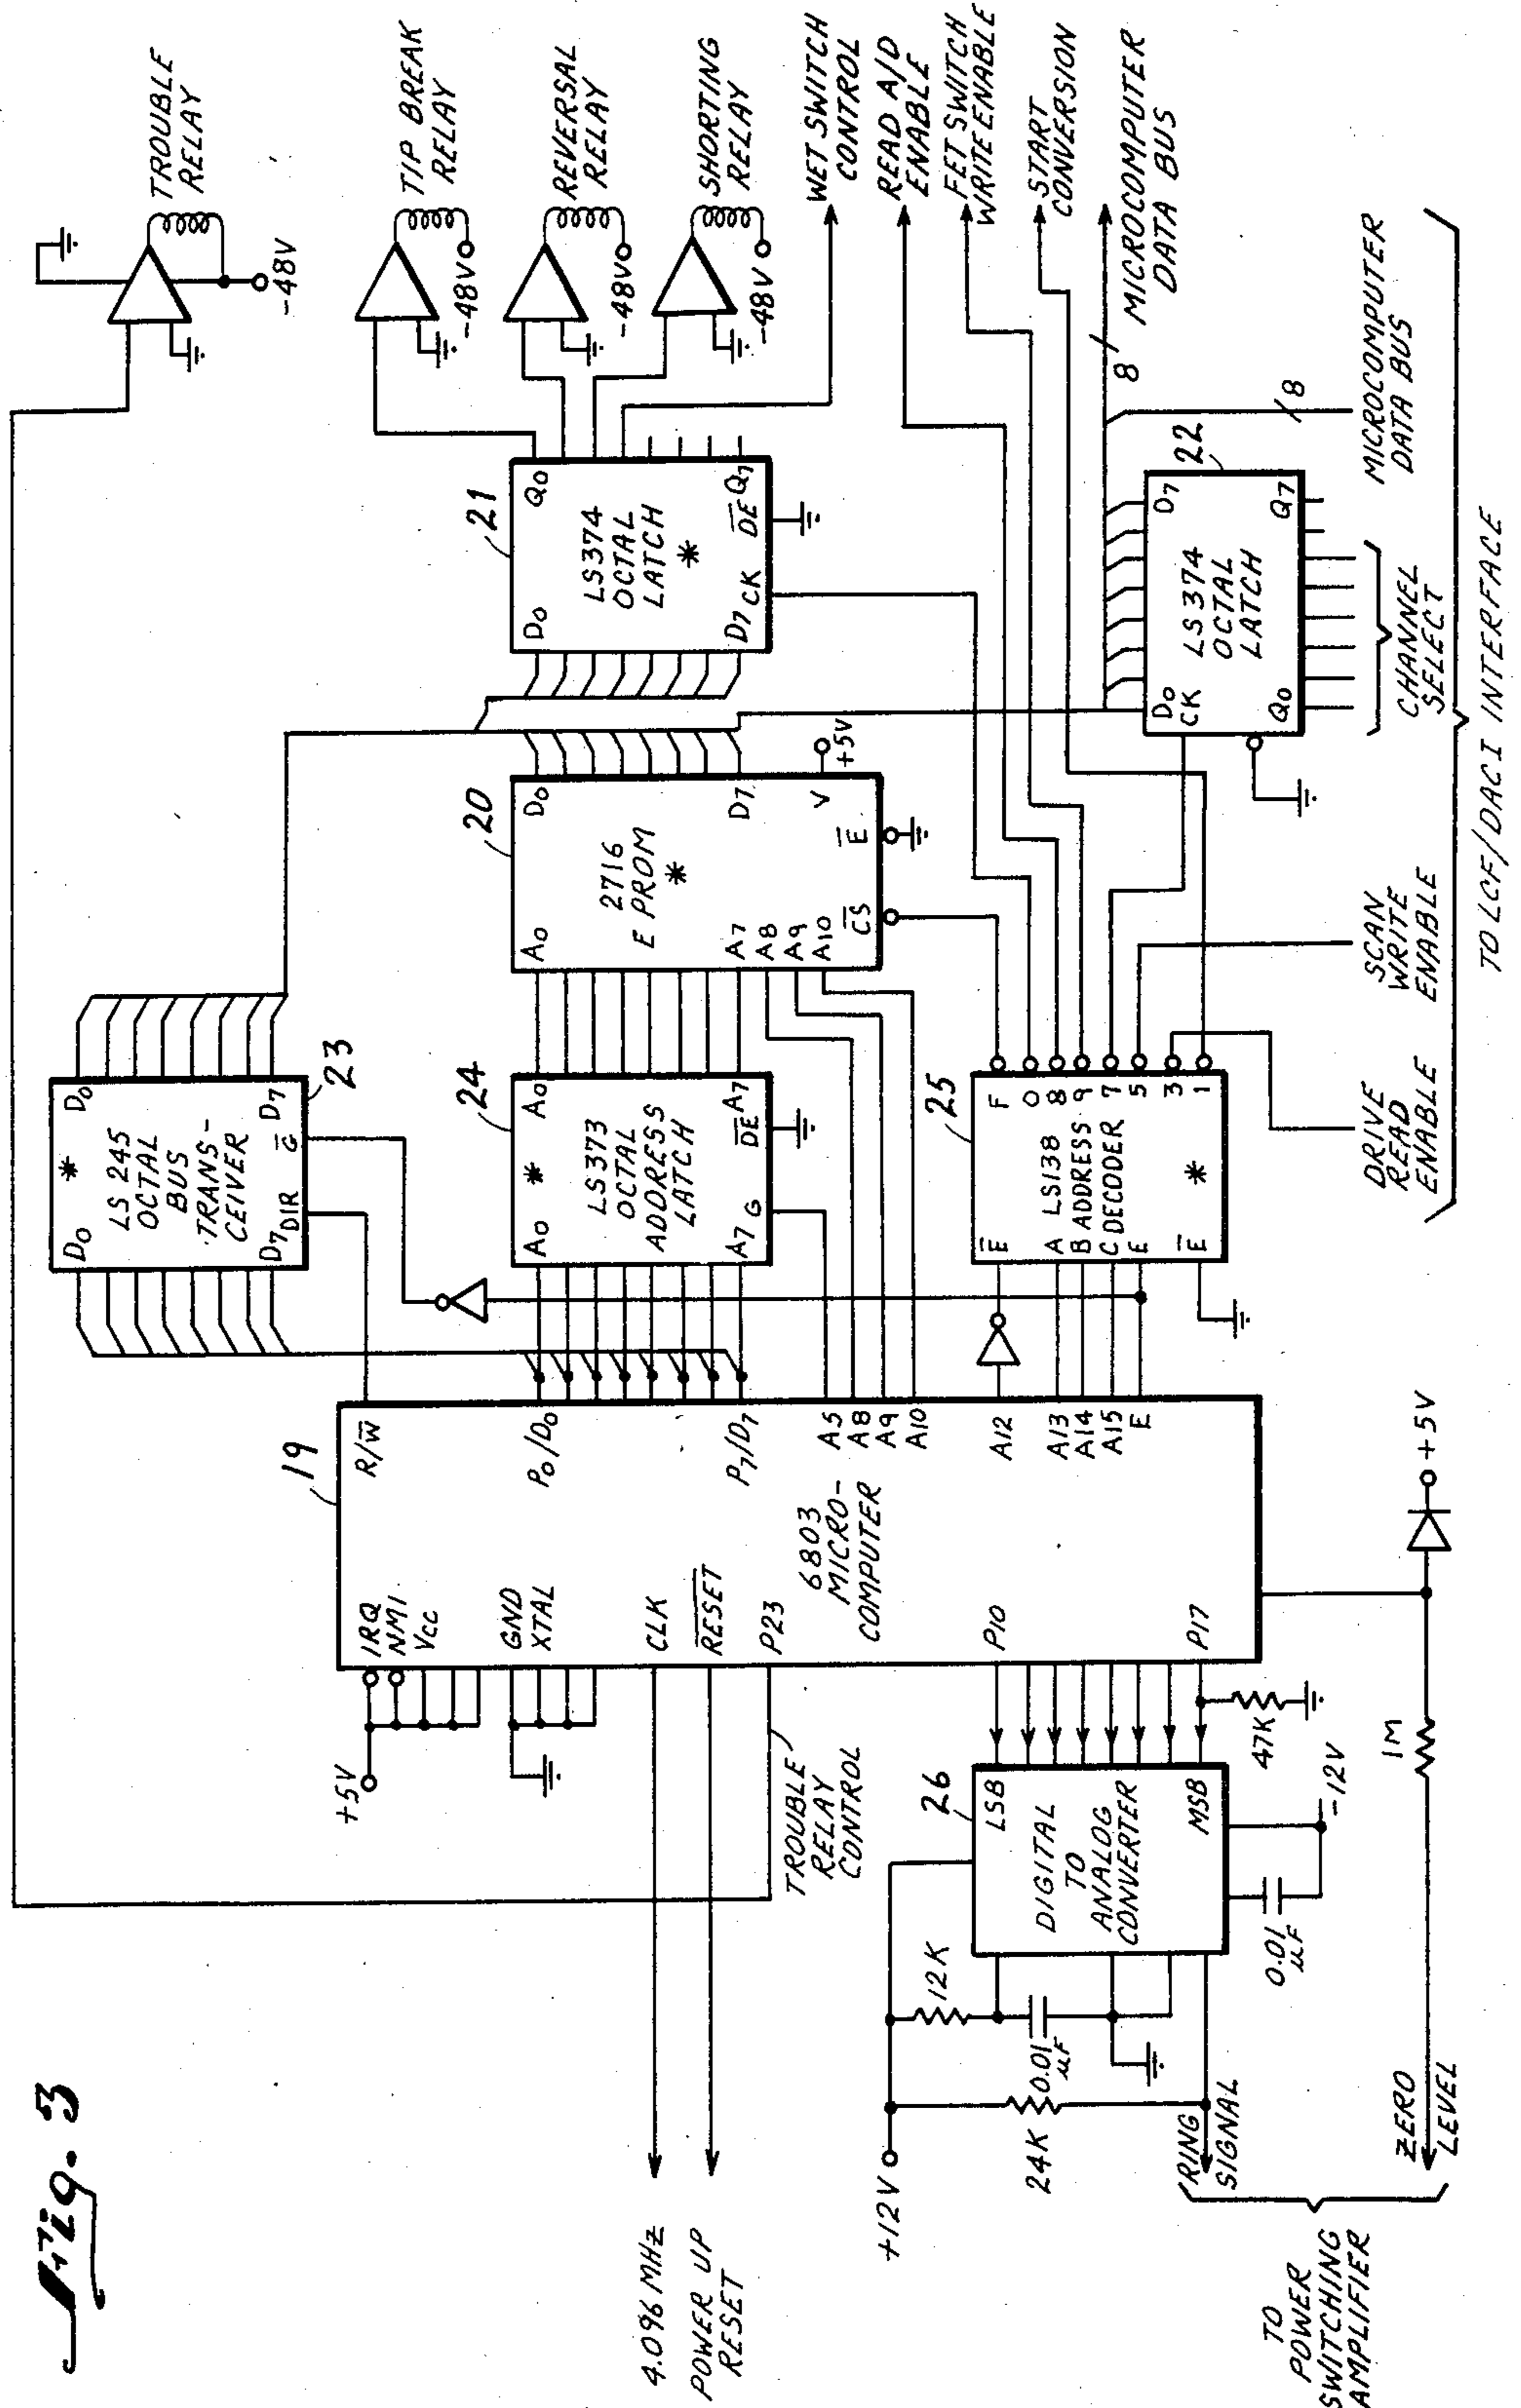 Fig. 3
TROUBLE
RELAY
-48V
TIP BREAK
RELAY
-48V
REVERSAL
RELAY
-48V
SHORTING
RELAY
-48V
WET SWITCH
CONTROL
READ A/D
ENABLE
FET SWITCH
WRITE ENABLE
START
CONVERSION
MICROCOMPUTER
DATA BUS
8
8
21
Q0
Q7
DE
LS374
OCTAL
LATCH
*
D0
D7
CK
22
D7
Q7
LS374
OCTAL
LATCH
D0
CK
Q0
MICROCOMPUTER
DATA BUS
CHANNEL
SELECT
SCAN
WRITE
ENABLE
DRIVE
READ
ENABLE
TO LCF/DACI INTERFACE
20
D0
D7
V
+5V
E
2716
E PROM
*
A0
A7
A8
A9
A10
CS
23
D0
D7
G
*
LS 245
OCTAL
BUS
TRANS-
CEIVER
D0
D7
DIR
24
A0
A7
DE
*
LS373
OCTAL
ADDRESS
LATCH
A0
A7
G
25
F
0
8
9
7
5
3
1
LS138
ADDRESS
DECODER
*
E
A
B
C
E
E
19
R/W
P0/D0
P7/D7
A5
A8
A9
A10
A12
A13
A14
A15
E
6803
MICRO-
COMPUTER
IRQ
NMI
VCC
GND
XTAL
CLK
RESET
P23
P10
P17
+5V
+5V
TROUBLE
RELAY
CONTROL
47K
1M
-12V
26
LSB
MSB
DIGITAL
TO
ANALOG
CONVERTER
12K
0.01
µF
0.01
µF
24K
+12V
4.096 MHz
POWER UP
RESET
RING
SIGNAL
ZERO
LEVEL
TO
POWER
SWITCHING
AMPLIFIER